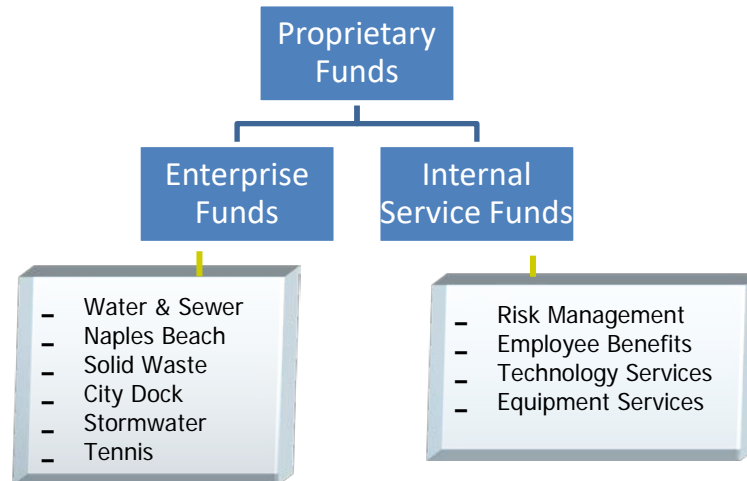 Proprietary
Funds
Enterprise
Funds
Internal
Service Funds
– Water & Sewer
– Naples Beach
– Solid Waste
– City Dock
– Stormwater
– Tennis
– Risk Management
– Employee Benefits
– Technology Services
– Equipment Services